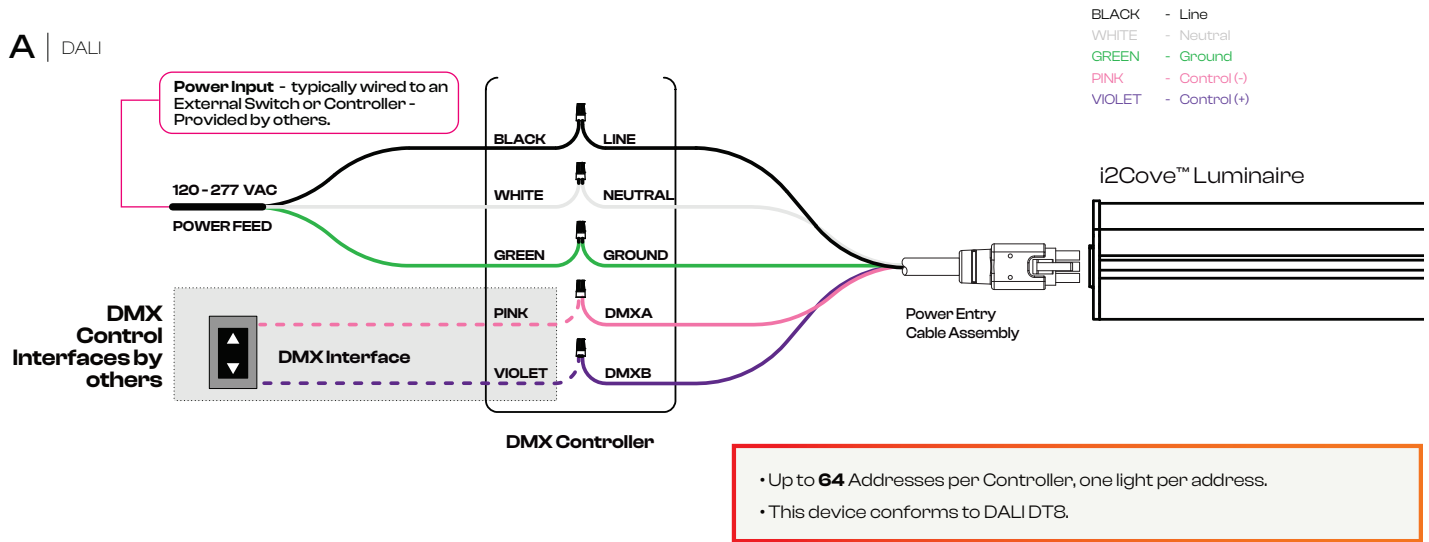 A | DALI
BLACK - Line
WHITE - Neutral
GREEN - Ground
PINK - Control (-)
VIOLET - Control (+)
Power Input - typically wired to an
External Switch or Controller -
Provided by others.
BLACK LINE
120 - 277 VAC
WHITE NEUTRAL
POWER FEED
GREEN GROUND
i2Cove™ Luminaire
DMX
Control
Interfaces by
others
PINK DMXA
DMX Interface
VIOLET DMXB
Power Entry
Cable Assembly
DMX Controller
• Up to 64 Addresses per Controller, one light per address.
• This device conforms to DALI DT8.